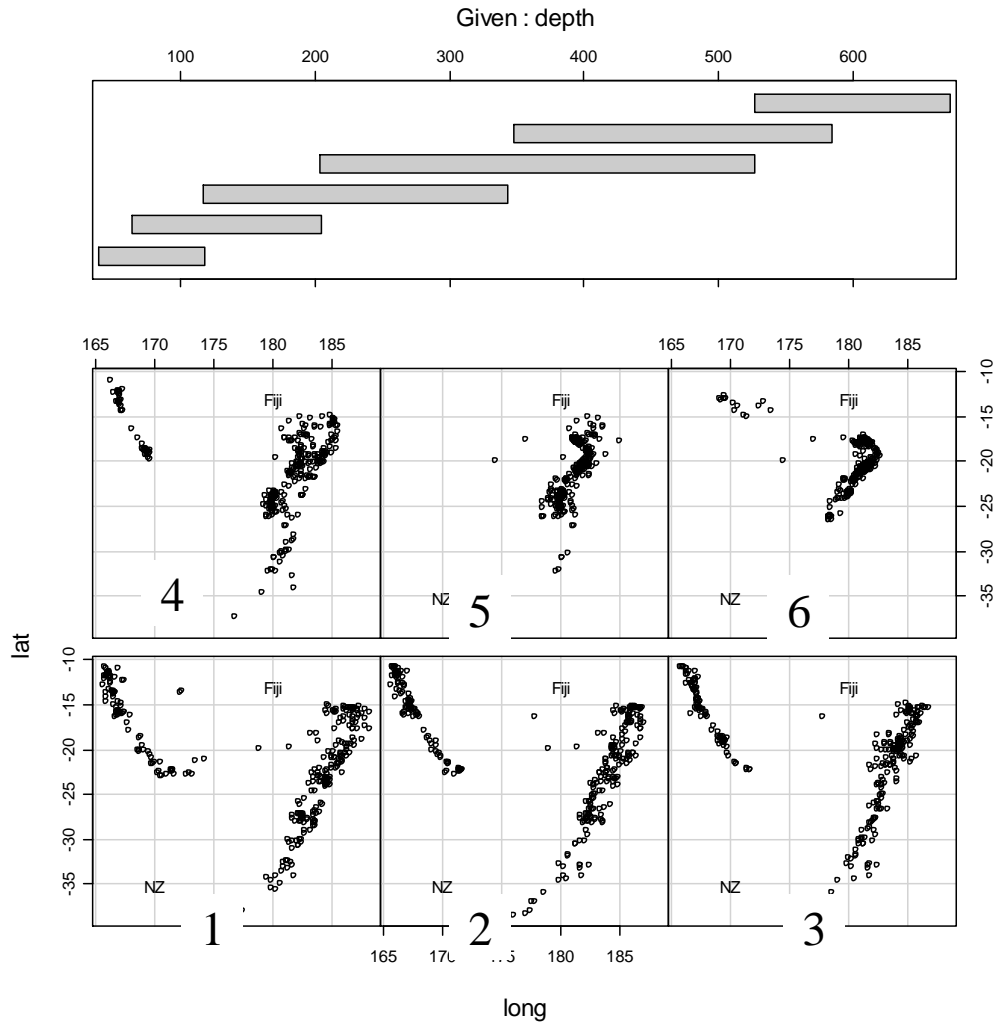 Given : depth
100 200 300 400 500 600
165 170 175 180 185 165 170 175 180 185
Fiji Fiji Fiji
-10
-15
-20
-25
-30
-35
4 NZ 5 NZ 6
lat
-10
-15
-20
-25
-30
-35
Fiji Fiji Fiji
NZ NZ NZ
1 2 3
165 180 185
long